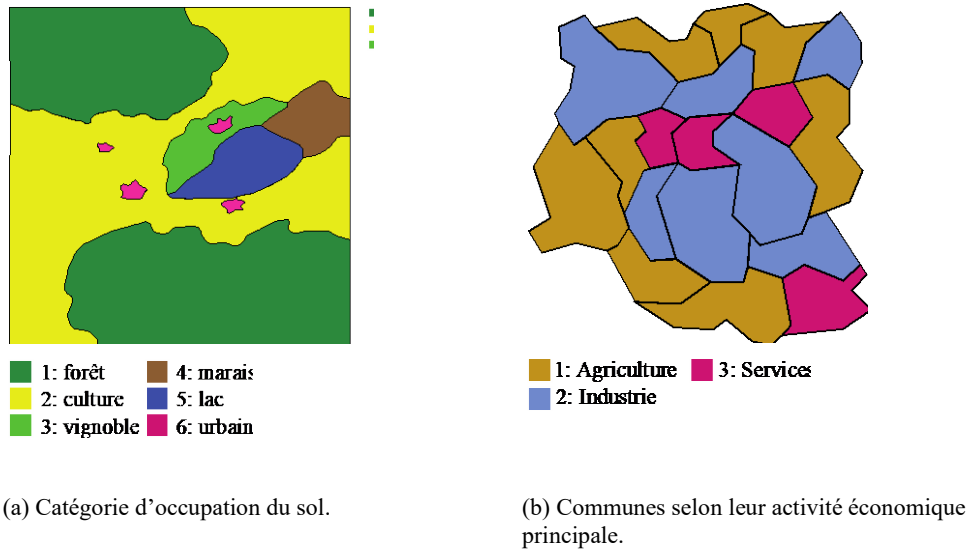 1: forêt
4: marais
2: culture
5: lac
3: vignoble
6: urbain
1: Agriculture
3: Services
2: Industrie
(a) Catégorie d'occupation du sol.
(b) Communes selon leur activité économique
principale.